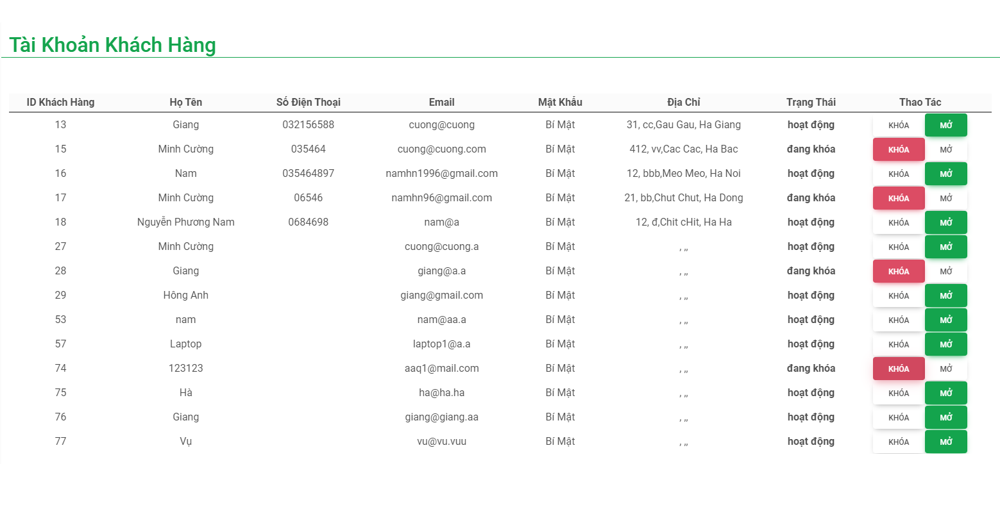 Tài Khoản Khách Hàng
ID Khách Hàng Họ Tên Số Điện Thoại Email Mật Khẩu Địa Chỉ Trạng Thái Thao Tác
13 Giang 032156588 cuong@cuong Bí Mật 31, cc,Gau Gau, Ha Giang hoạt động KHÓA MỞ
15 Minh Cường 035464 cuong@cuong.com Bí Mật 412, vv,Cac Cac, Ha Bac đang khóa KHÓA MỞ
16 Nam 035464897 namhn1996@gmail.com Bí Mật 12, bbb,Meo Meo, Ha Noi hoạt động KHÓA MỞ
17 Minh Cường 06546 namhn96@gmail.com Bí Mật 21, bb,Chut Chut, Ha Dong đang khóa KHÓA MỞ
18 Nguyễn Phương Nam 0684698 nam@a Bí Mật 12, đ,Chit cHit, Ha Ha hoạt động KHÓA MỞ
27 Minh Cường cuong@cuong.a Bí Mật , ,, hoạt động KHÓA MỞ
28 Giang giang@a.a Bí Mật , ,, đang khóa KHÓA MỞ
29 Hông Anh giang@gmail.com Bí Mật , ,, hoạt động KHÓA MỞ
53 nam nam@aa.a Bí Mật , ,, hoạt động KHÓA MỞ
57 Laptop laptop1@a.a Bí Mật , ,, hoạt động KHÓA MỞ
74 123123 aaq1@mail.com Bí Mật , ,, đang khóa KHÓA MỞ
75 Hà ha@ha.ha Bí Mật , ,, hoạt động KHÓA MỞ
76 Giang giang@giang.aa Bí Mật , ,, hoạt động KHÓA MỞ
77 Vụ vu@vu.vuu Bí Mật , ,, hoạt động KHÓA MỞ